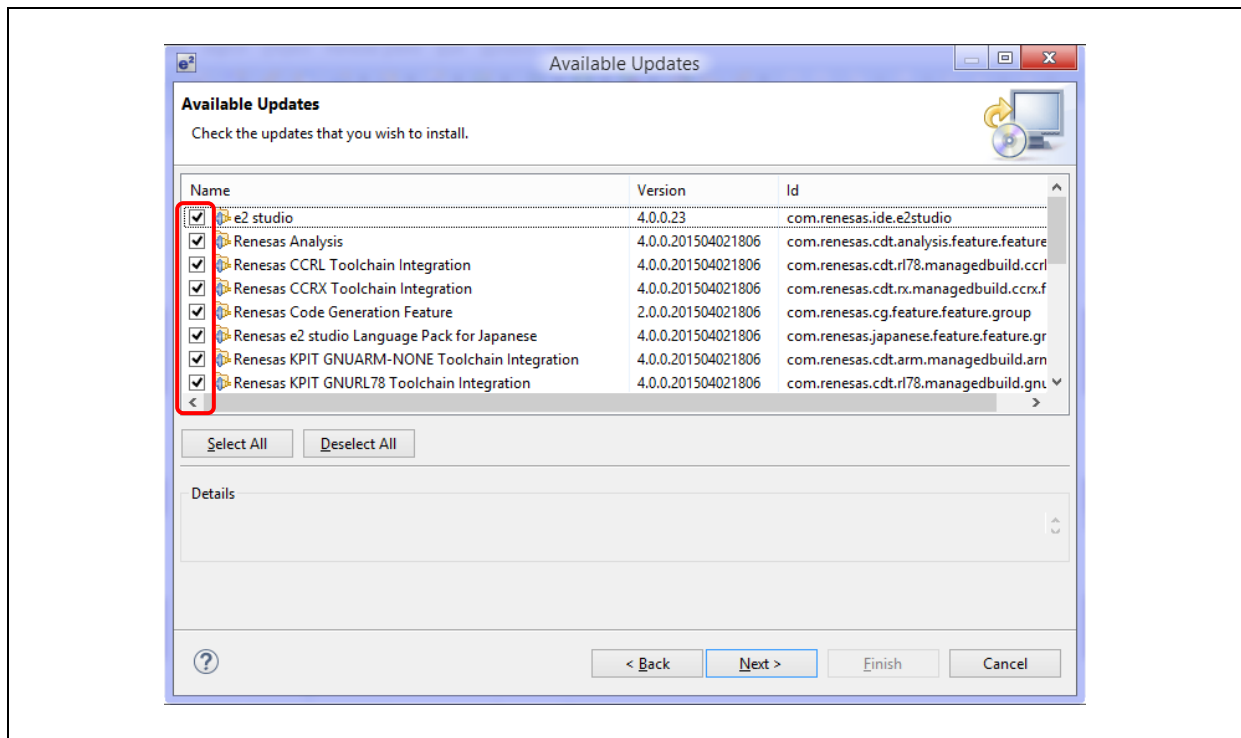 e² Available Updates
Available Updates
Check the updates that you wish to install.
Name Version Id
e2 studio 4.0.0.23 com.renesas.ide.e2studio
Renesas Analysis 4.0.0.201504021806 com.renesas.cdt.analysis.feature.feature
Renesas CCRL Toolchain Integration 4.0.0.201504021806 com.renesas.cdt.rl78.managedbuild.ccrl
Renesas CCRX Toolchain Integration 4.0.0.201504021806 com.renesas.cdt.rx.managedbuild.ccrx.f
Renesas Code Generation Feature 2.0.0.201504021806 com.renesas.cg.feature.feature.group
Renesas e2 studio Language Pack for Japanese 4.0.0.201504021806 com.renesas.japanese.feature.feature.gr
Renesas KPIT GNUARM-NONE Toolchain Integration 4.0.0.201504021806 com.renesas.cdt.arm.managedbuild.arn
Renesas KPIT GNURL78 Toolchain Integration 4.0.0.201504021806 com.renesas.cdt.rl78.managedbuild.gnu
Select All Deselect All
Details
? < Back Next > Finish Cancel